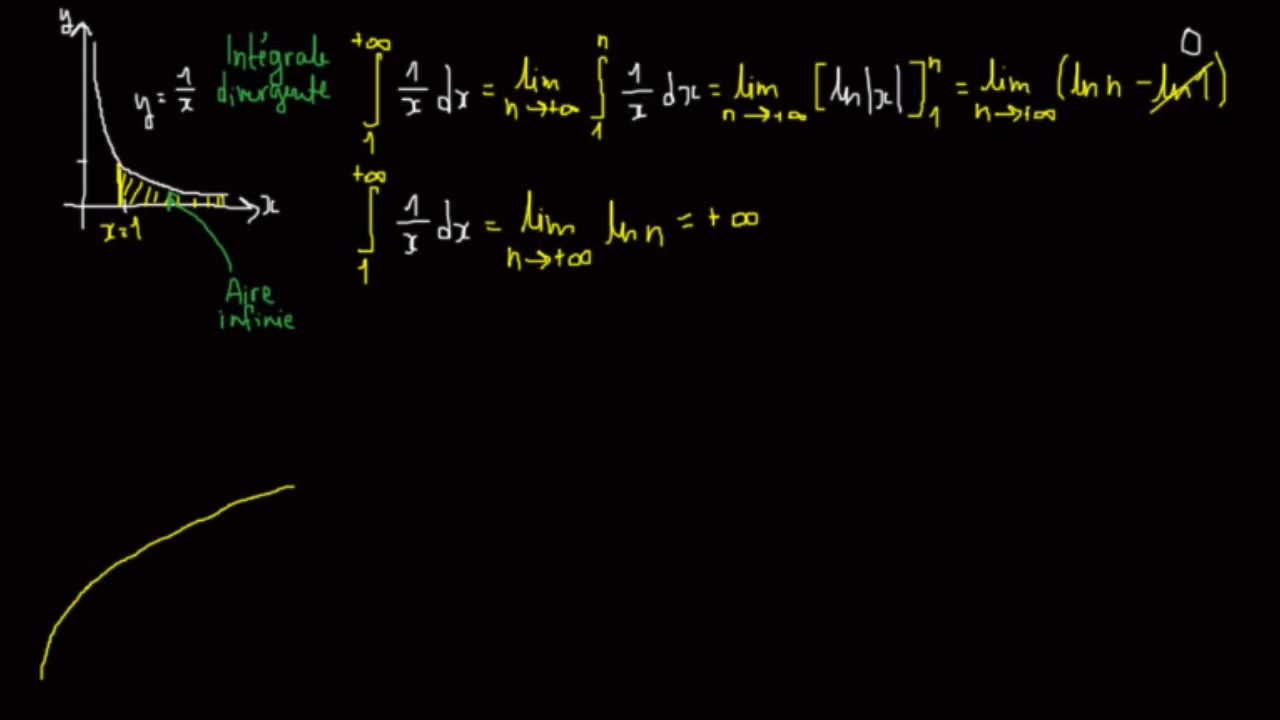 y
y = 1/x
Intégrale
divergente
x
x=1
Aire
infinie
∫₁^{+∞} 1/x dx = lim_{n→+∞} ∫₁ⁿ 1/x dx = lim_{n→+∞} [ln|x|]₁ⁿ = lim_{n→+∞} (ln n - ln 1) 0
∫₁^{+∞} 1/x dx = lim_{n→+∞} ln n = +∞